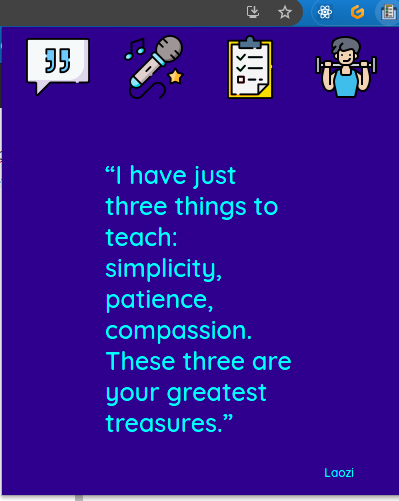 “I have just
three things to
teach:
simplicity,
patience,
compassion.
These three are
your greatest
treasures.”
Laozi